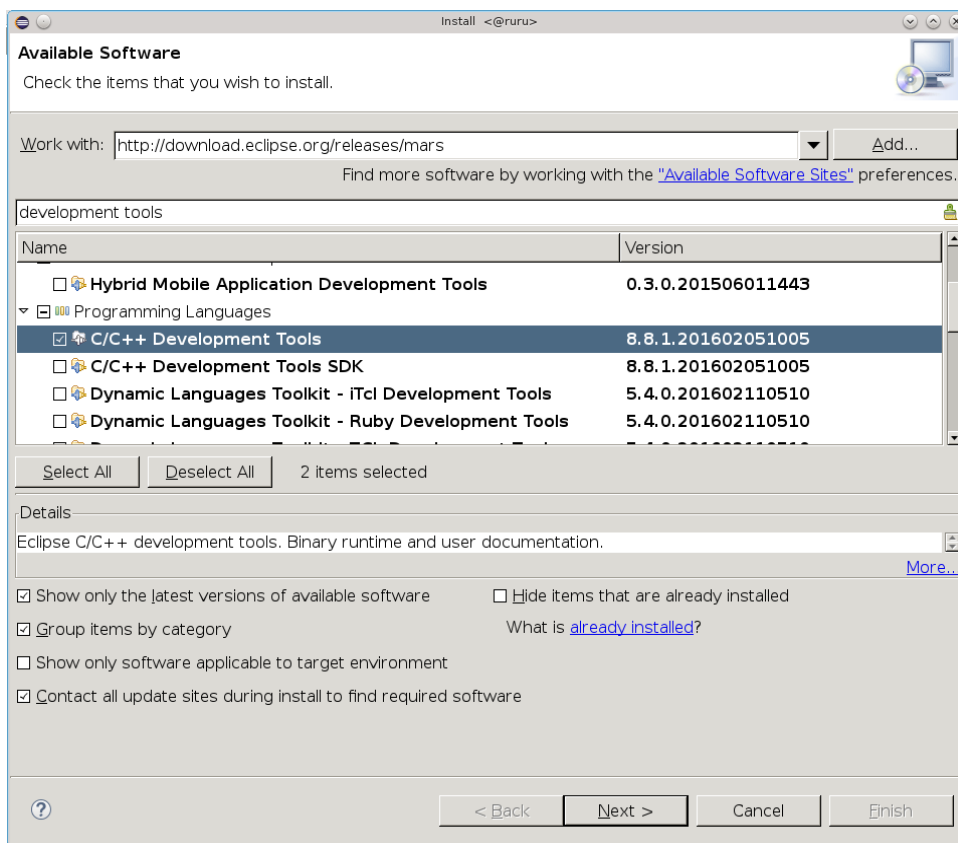 Install <@ruru>
Available Software
Check the items that you wish to install.
Work with: http://download.eclipse.org/releases/mars Add...
Find more software by working with the "Available Software Sites" preferences.
development tools
Name Version
Hybrid Mobile Application Development Tools 0.3.0.201506011443
Programming Languages
C/C++ Development Tools 8.8.1.201602051005
C/C++ Development Tools SDK 8.8.1.201602051005
Dynamic Languages Toolkit - iTcl Development Tools 5.4.0.201602110510
Dynamic Languages Toolkit - Ruby Development Tools 5.4.0.201602110510
Select All Deselect All 2 items selected
Details
Eclipse C/C++ development tools. Binary runtime and user documentation.
More...
Show only the latest versions of available software Hide items that are already installed
Group items by category What is already installed?
Show only software applicable to target environment
Contact all update sites during install to find required software
? < Back Next > Cancel Finish